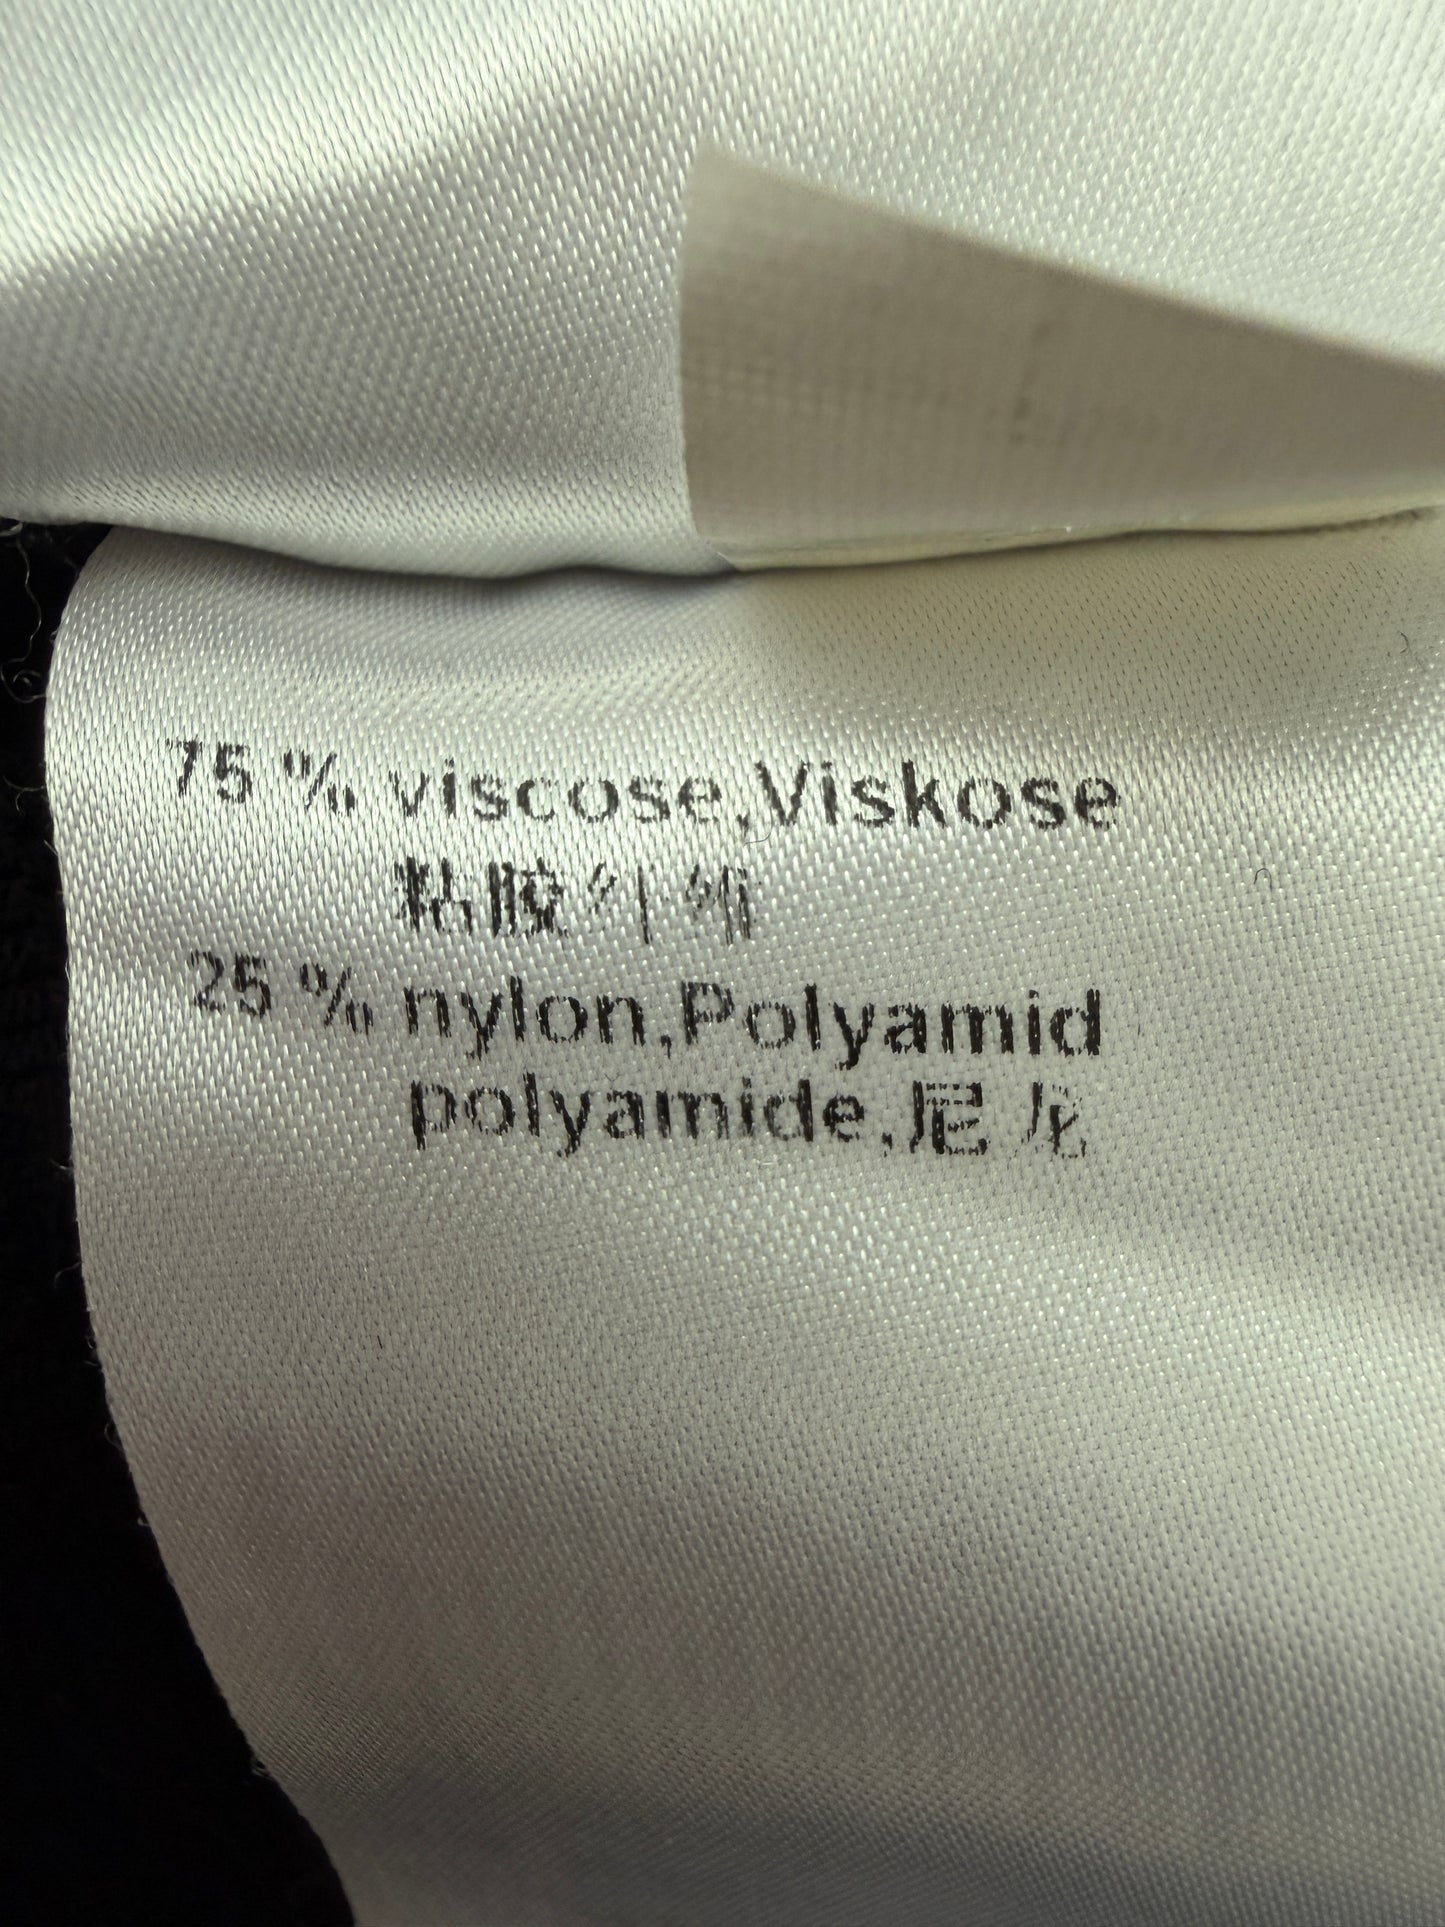 75% viscose,Viskose
粘胶纤维
25% nylon,Polyamid
polyamide,尼龙